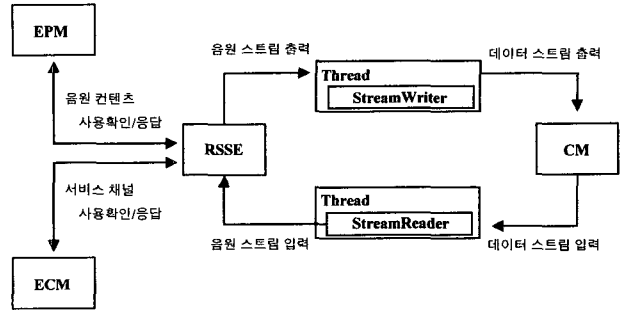 EPM
음원 스트림 출력
데이터 스트림 출력
Thread
StreamWriter
음원 컨텐츠
사용확인/응답
RSSE
CM
서비스 채널
사용확인/응답
Thread
StreamReader
음원 스트림 입력
데이터 스트림 입력
ECM